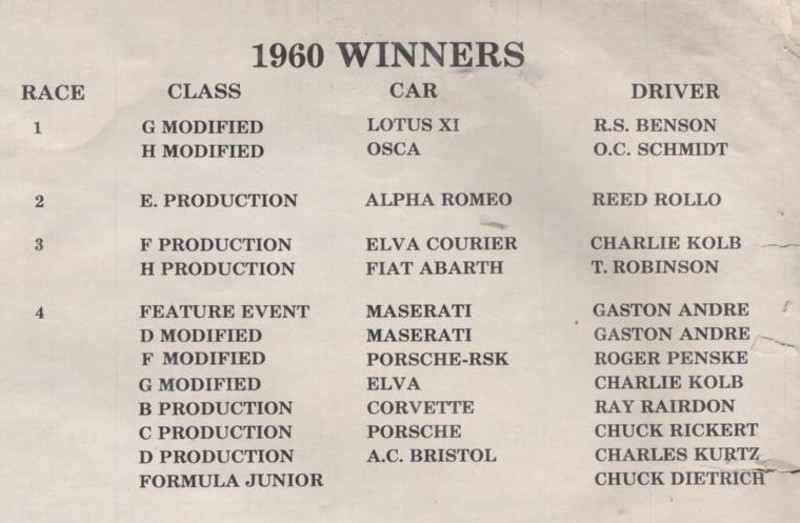 1960 WINNERS
RACE CLASS CAR DRIVER
1 G MODIFIED LOTUS XI R.S. BENSON
H MODIFIED OSCA O.C. SCHMIDT
2 E. PRODUCTION ALPHA ROMEO REED ROLLO
3 F PRODUCTION ELVA COURIER CHARLIE KOLB
H PRODUCTION FIAT ABARTH T. ROBINSON
4 FEATURE EVENT MASERATI GASTON ANDRE
D MODIFIED MASERATI GASTON ANDRE
F MODIFIED PORSCHE-RSK ROGER PENSKE
G MODIFIED ELVA CHARLIE KOLB
B PRODUCTION CORVETTE RAY RAIRDON
C PRODUCTION PORSCHE CHUCK RICKERT
D PRODUCTION A.C. BRISTOL CHARLES KURTZ
FORMULA JUNIOR CHUCK DIETRICH